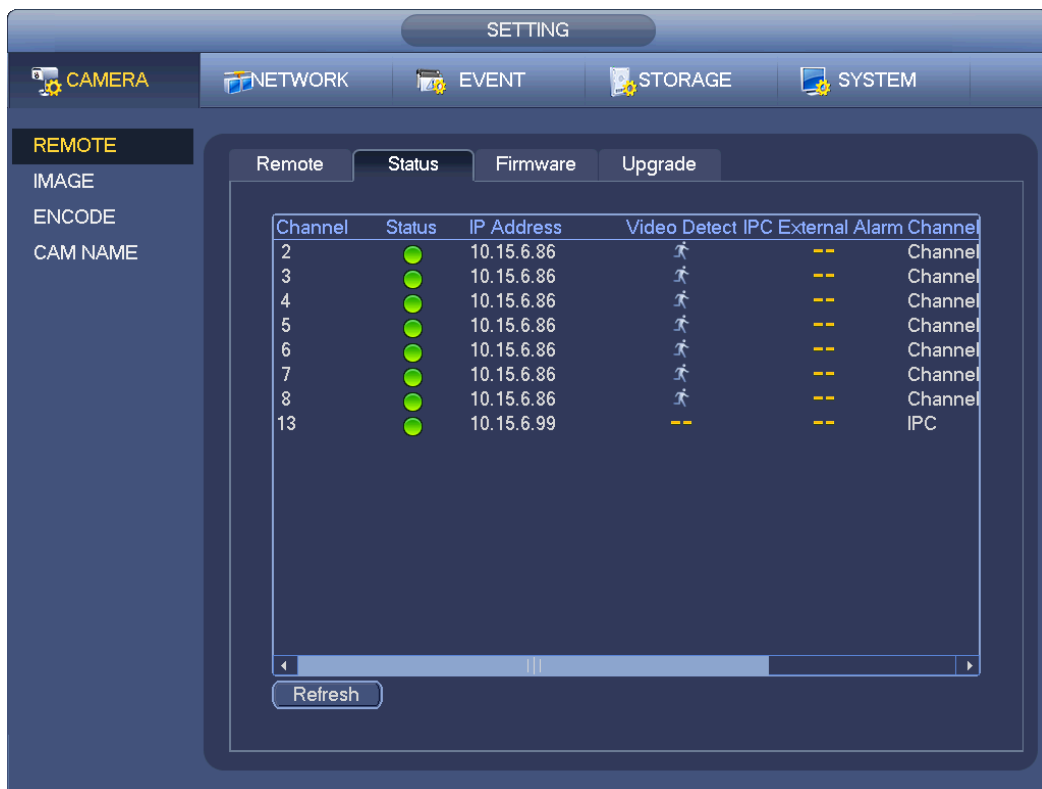 SETTING
CAMERA NETWORK EVENT STORAGE SYSTEM
REMOTE
IMAGE
ENCODE
CAM NAME
Remote Status Firmware Upgrade
Channel Status IP Address Video Detect IPC External Alarm Channel
2 10.15.6.86 -- Channel
3 10.15.6.86 -- Channel
4 10.15.6.86 -- Channel
5 10.15.6.86 -- Channel
6 10.15.6.86 -- Channel
7 10.15.6.86 -- Channel
8 10.15.6.86 -- Channel
13 10.15.6.99 -- -- IPC
Refresh